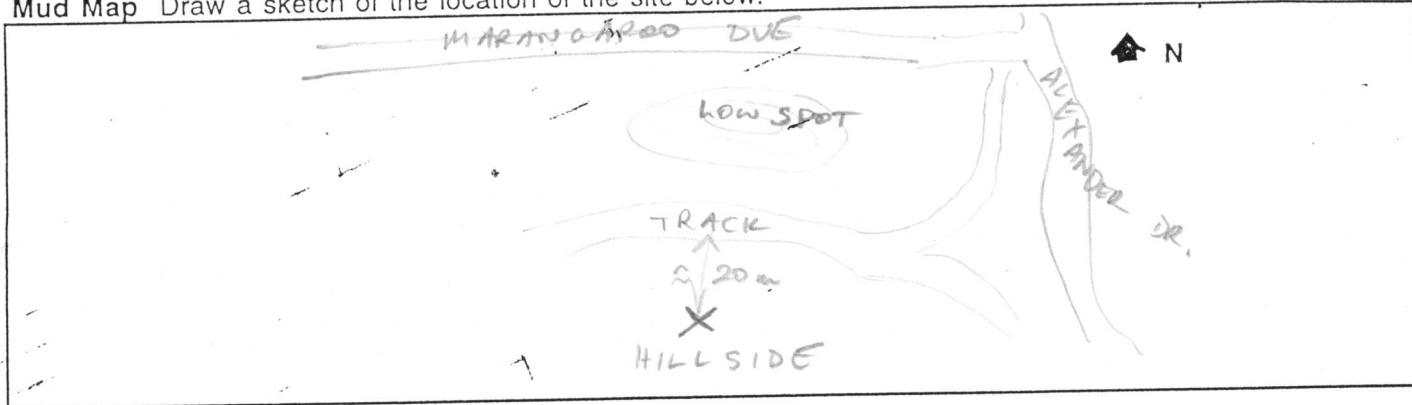 Mud Map Draw a sketch of the location of the site below.
MARANGAROO DVE
N
ALEXANDER DR.
LOW SPOT
TRACK
≈ 20 m
X
HILLSIDE